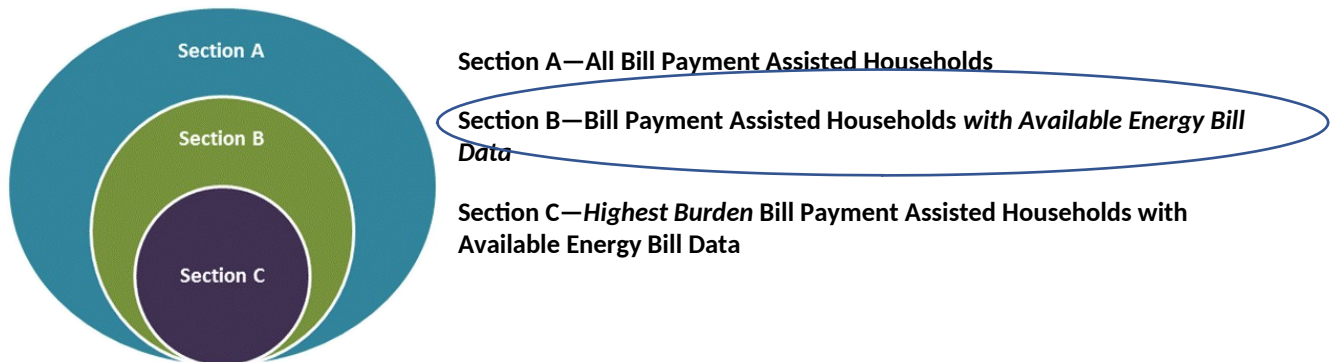 Section A
Section B
Section C
Section A—All Bill Payment Assisted Households
Section B—Bill Payment Assisted Households with Available Energy Bill
Data
Section C—Highest Burden Bill Payment Assisted Households with
Available Energy Bill Data